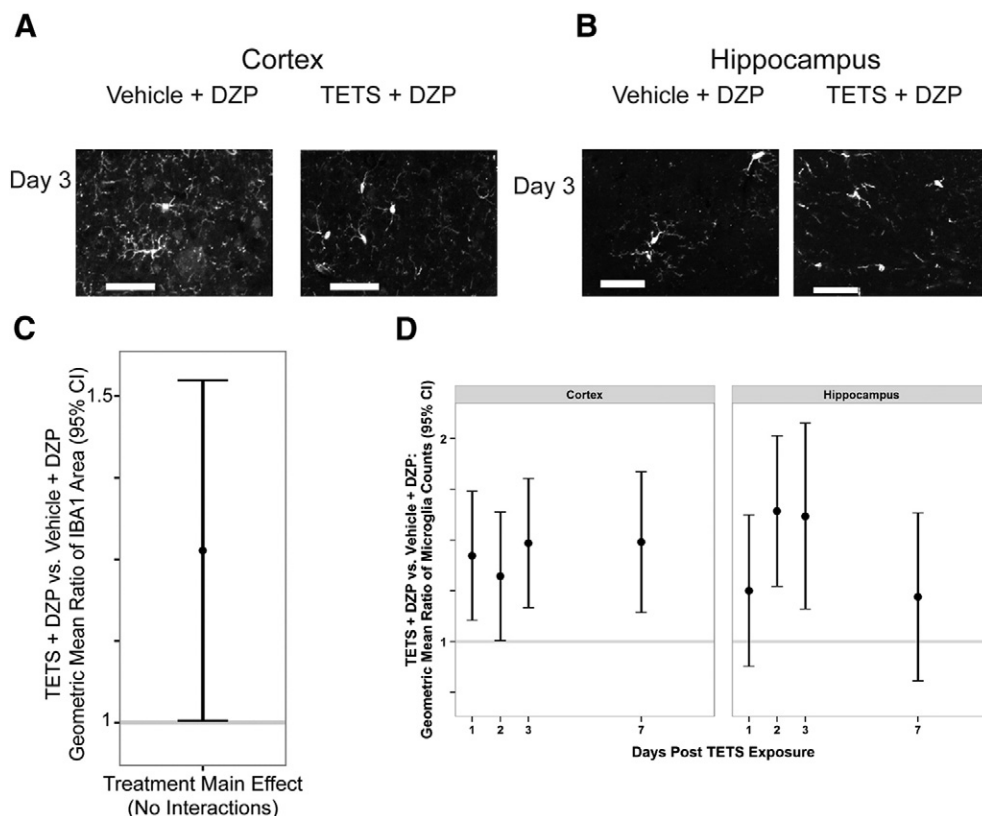 A
Cortex
Vehicle + DZP
TETS + DZP
Day 3
B
Hippocampus
Vehicle + DZP
TETS + DZP
Day 3
C
TETS + DZP vs. Vehicle + DZP
Geometric Mean Ratio of IBA1 Area (95% CI)
1.5
1
Treatment Main Effect
(No Interactions)
D
TETS + DZP vs. Vehicle + DZP:
Geometric Mean Ratio of Microglia Counts (95% CI)
Cortex
Hippocampus
2
1
1 2 3 7
1 2 3 7
Days Post TETS Exposure